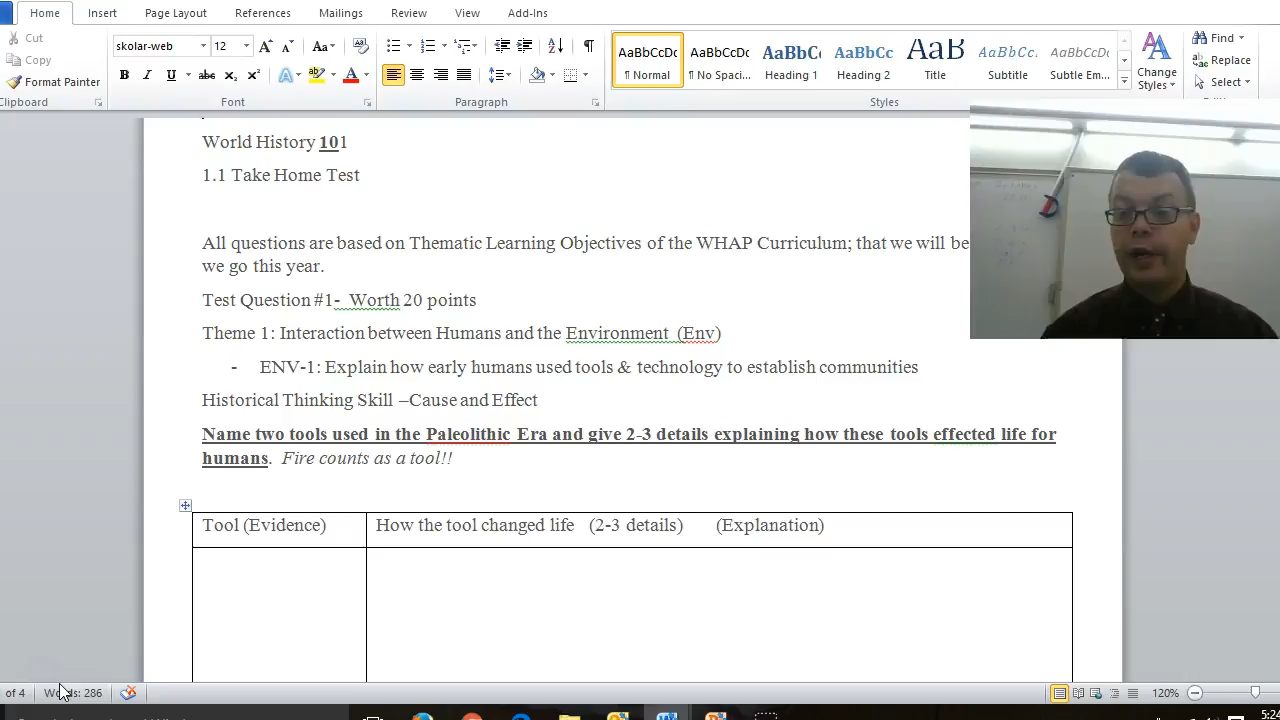 Home Insert Page Layout References Mailings Review View Add-Ins
Cut
Copy
Format Painter
Clipboard
skolar-web 12
Font
Paragraph
AaBbCcDc AaBbCcDc AaBbCc AaBbCc AaB AaBbCc. AaBbCcDc
¶ Normal ¶ No Spaci... Heading 1 Heading 2 Title Subtitle Subtle Em...
Styles
Change Styles
Find
Replace
Select
World History 101
1.1 Take Home Test
All questions are based on Thematic Learning Objectives of the WHAP Curriculum; that we will be
we go this year.
Test Question #1- Worth 20 points
Theme 1: Interaction between Humans and the Environment (Env)
- ENV-1: Explain how early humans used tools & technology to establish communities
Historical Thinking Skill –Cause and Effect
Name two tools used in the Paleolithic Era and give 2-3 details explaining how these tools effected life for
humans. Fire counts as a tool!!
Tool (Evidence) How the tool changed life (2-3 details) (Explanation)
of 4 Words: 286 120%